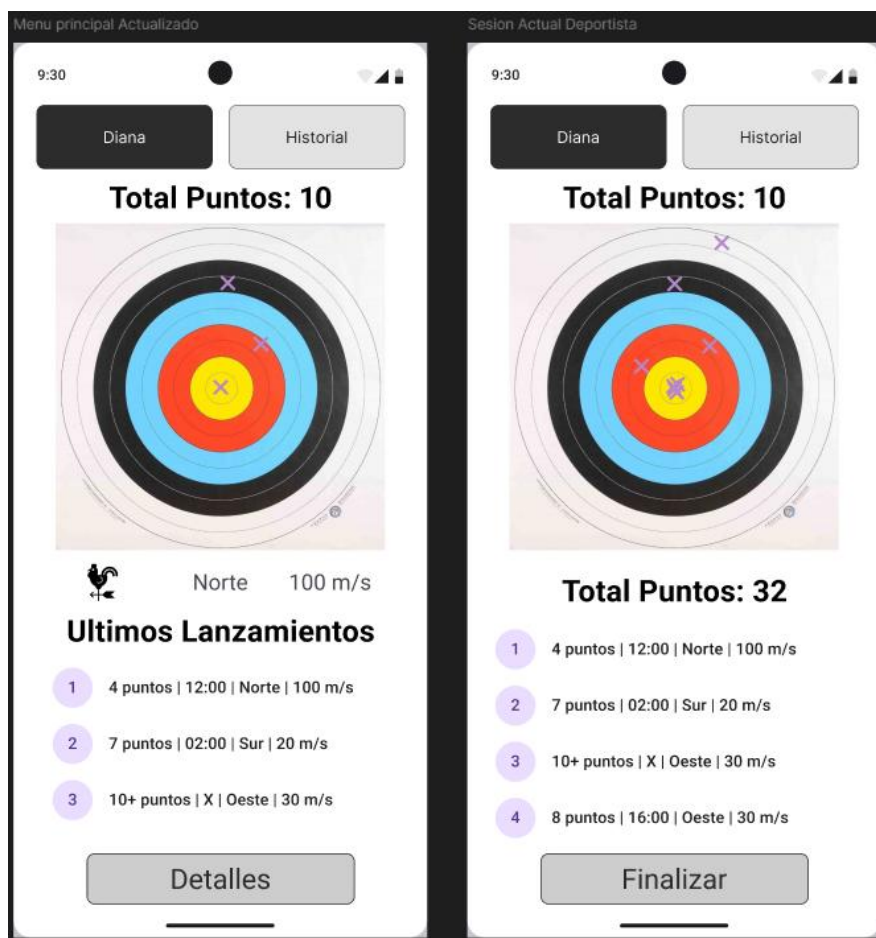 Menu principal Actualizado
9:30
Diana
Historial
Total Puntos: 10
Norte
100 m/s
Ultimos Lanzamientos
1
4 puntos | 12:00 | Norte | 100 m/s
2
7 puntos | 02:00 | Sur | 20 m/s
3
10+ puntos | X | Oeste | 30 m/s
Detalles
Sesion Actual Deportista
9:30
Diana
Historial
Total Puntos: 10
Total Puntos: 32
1
4 puntos | 12:00 | Norte | 100 m/s
2
7 puntos | 02:00 | Sur | 20 m/s
3
10+ puntos | X | Oeste | 30 m/s
4
8 puntos | 16:00 | Oeste | 30 m/s
Finalizar